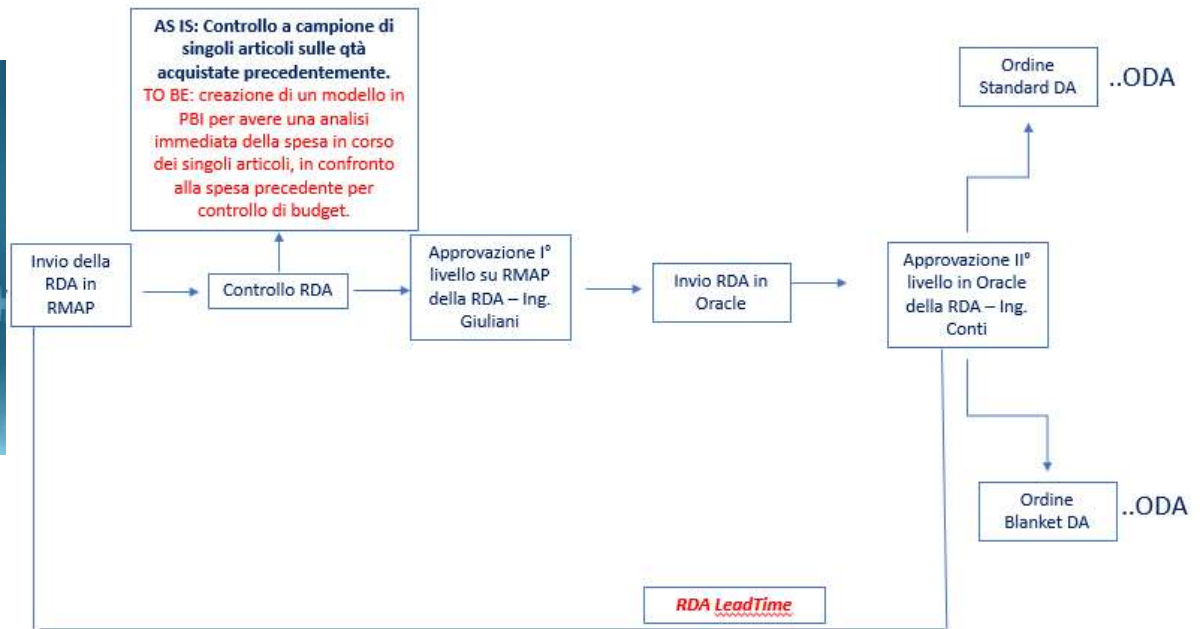 AS IS: Controllo a campione di
singoli articoli sulle qtà
acquistate precedentemente.
TO BE: creazione di un modello in
PBI per avere una analisi
immediata della spesa in corso
dei singoli articoli, in confronto
alla spesa precedente per
controllo di budget.
Ordine
Standard DA
..ODA
Invio della
RDA in
RMAP
Controllo RDA
Approvazione I°
livello su RMAP
della RDA – Ing.
Giuliani
Invio RDA in
Oracle
Approvazione II°
livello in Oracle
della RDA – Ing.
Conti
Ordine
Blanket DA
..ODA
RDA LeadTime